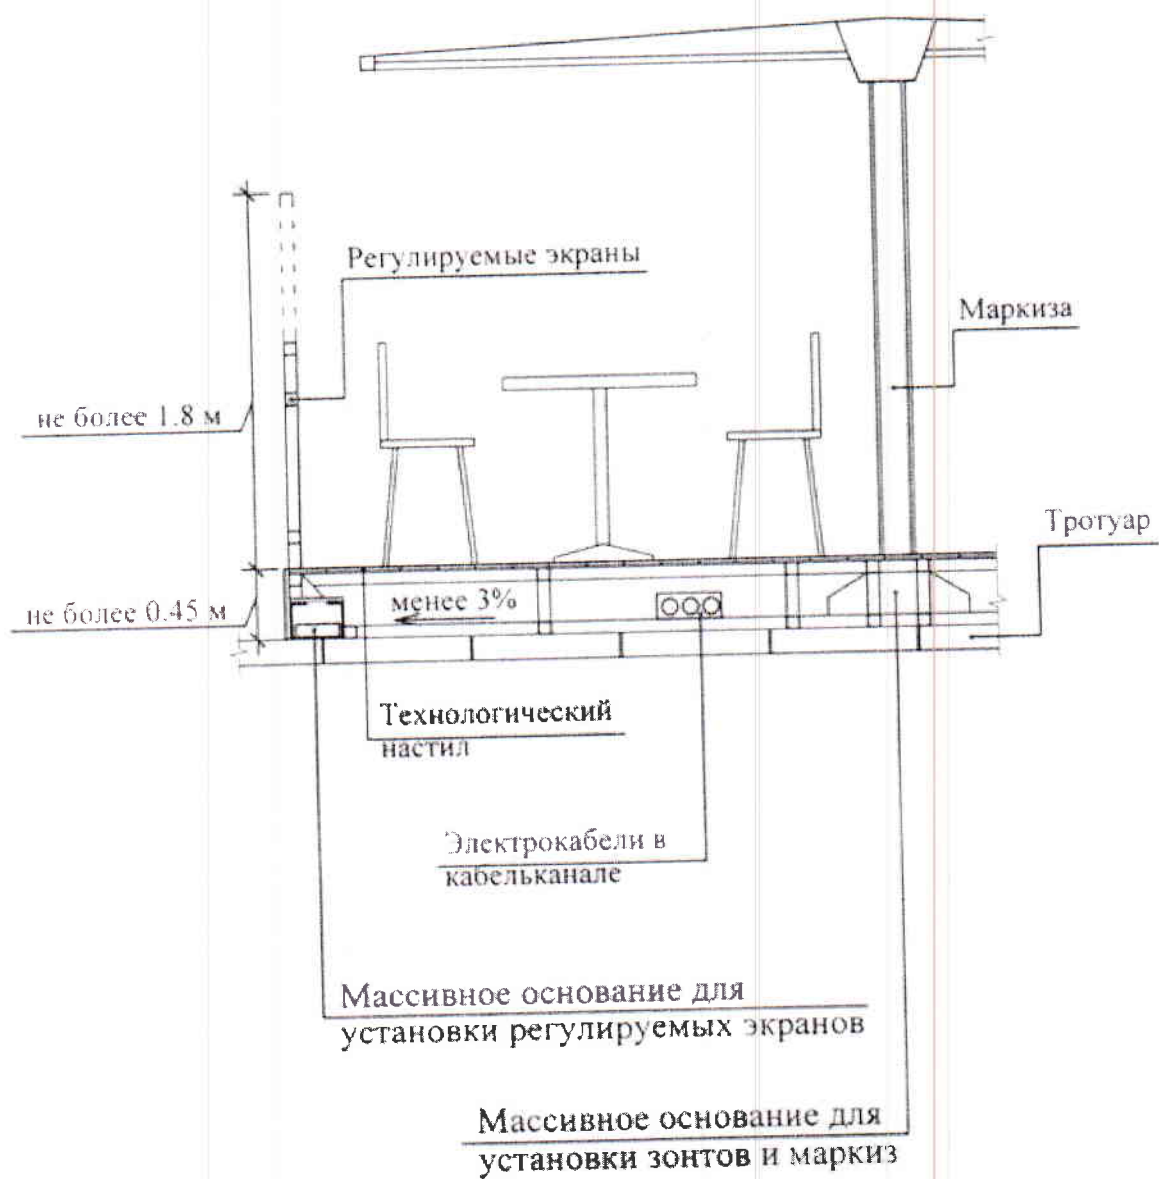 Регулируемые экраны
Маркиза
не более 1.8 м
Тротуар
не более 0.45 м
менее 3%
Технологический
настил
Электрокабели в
кабельканале
Массивное основание для
установки регулируемых экранов
Массивное основание для
установки зонтов и маркиз